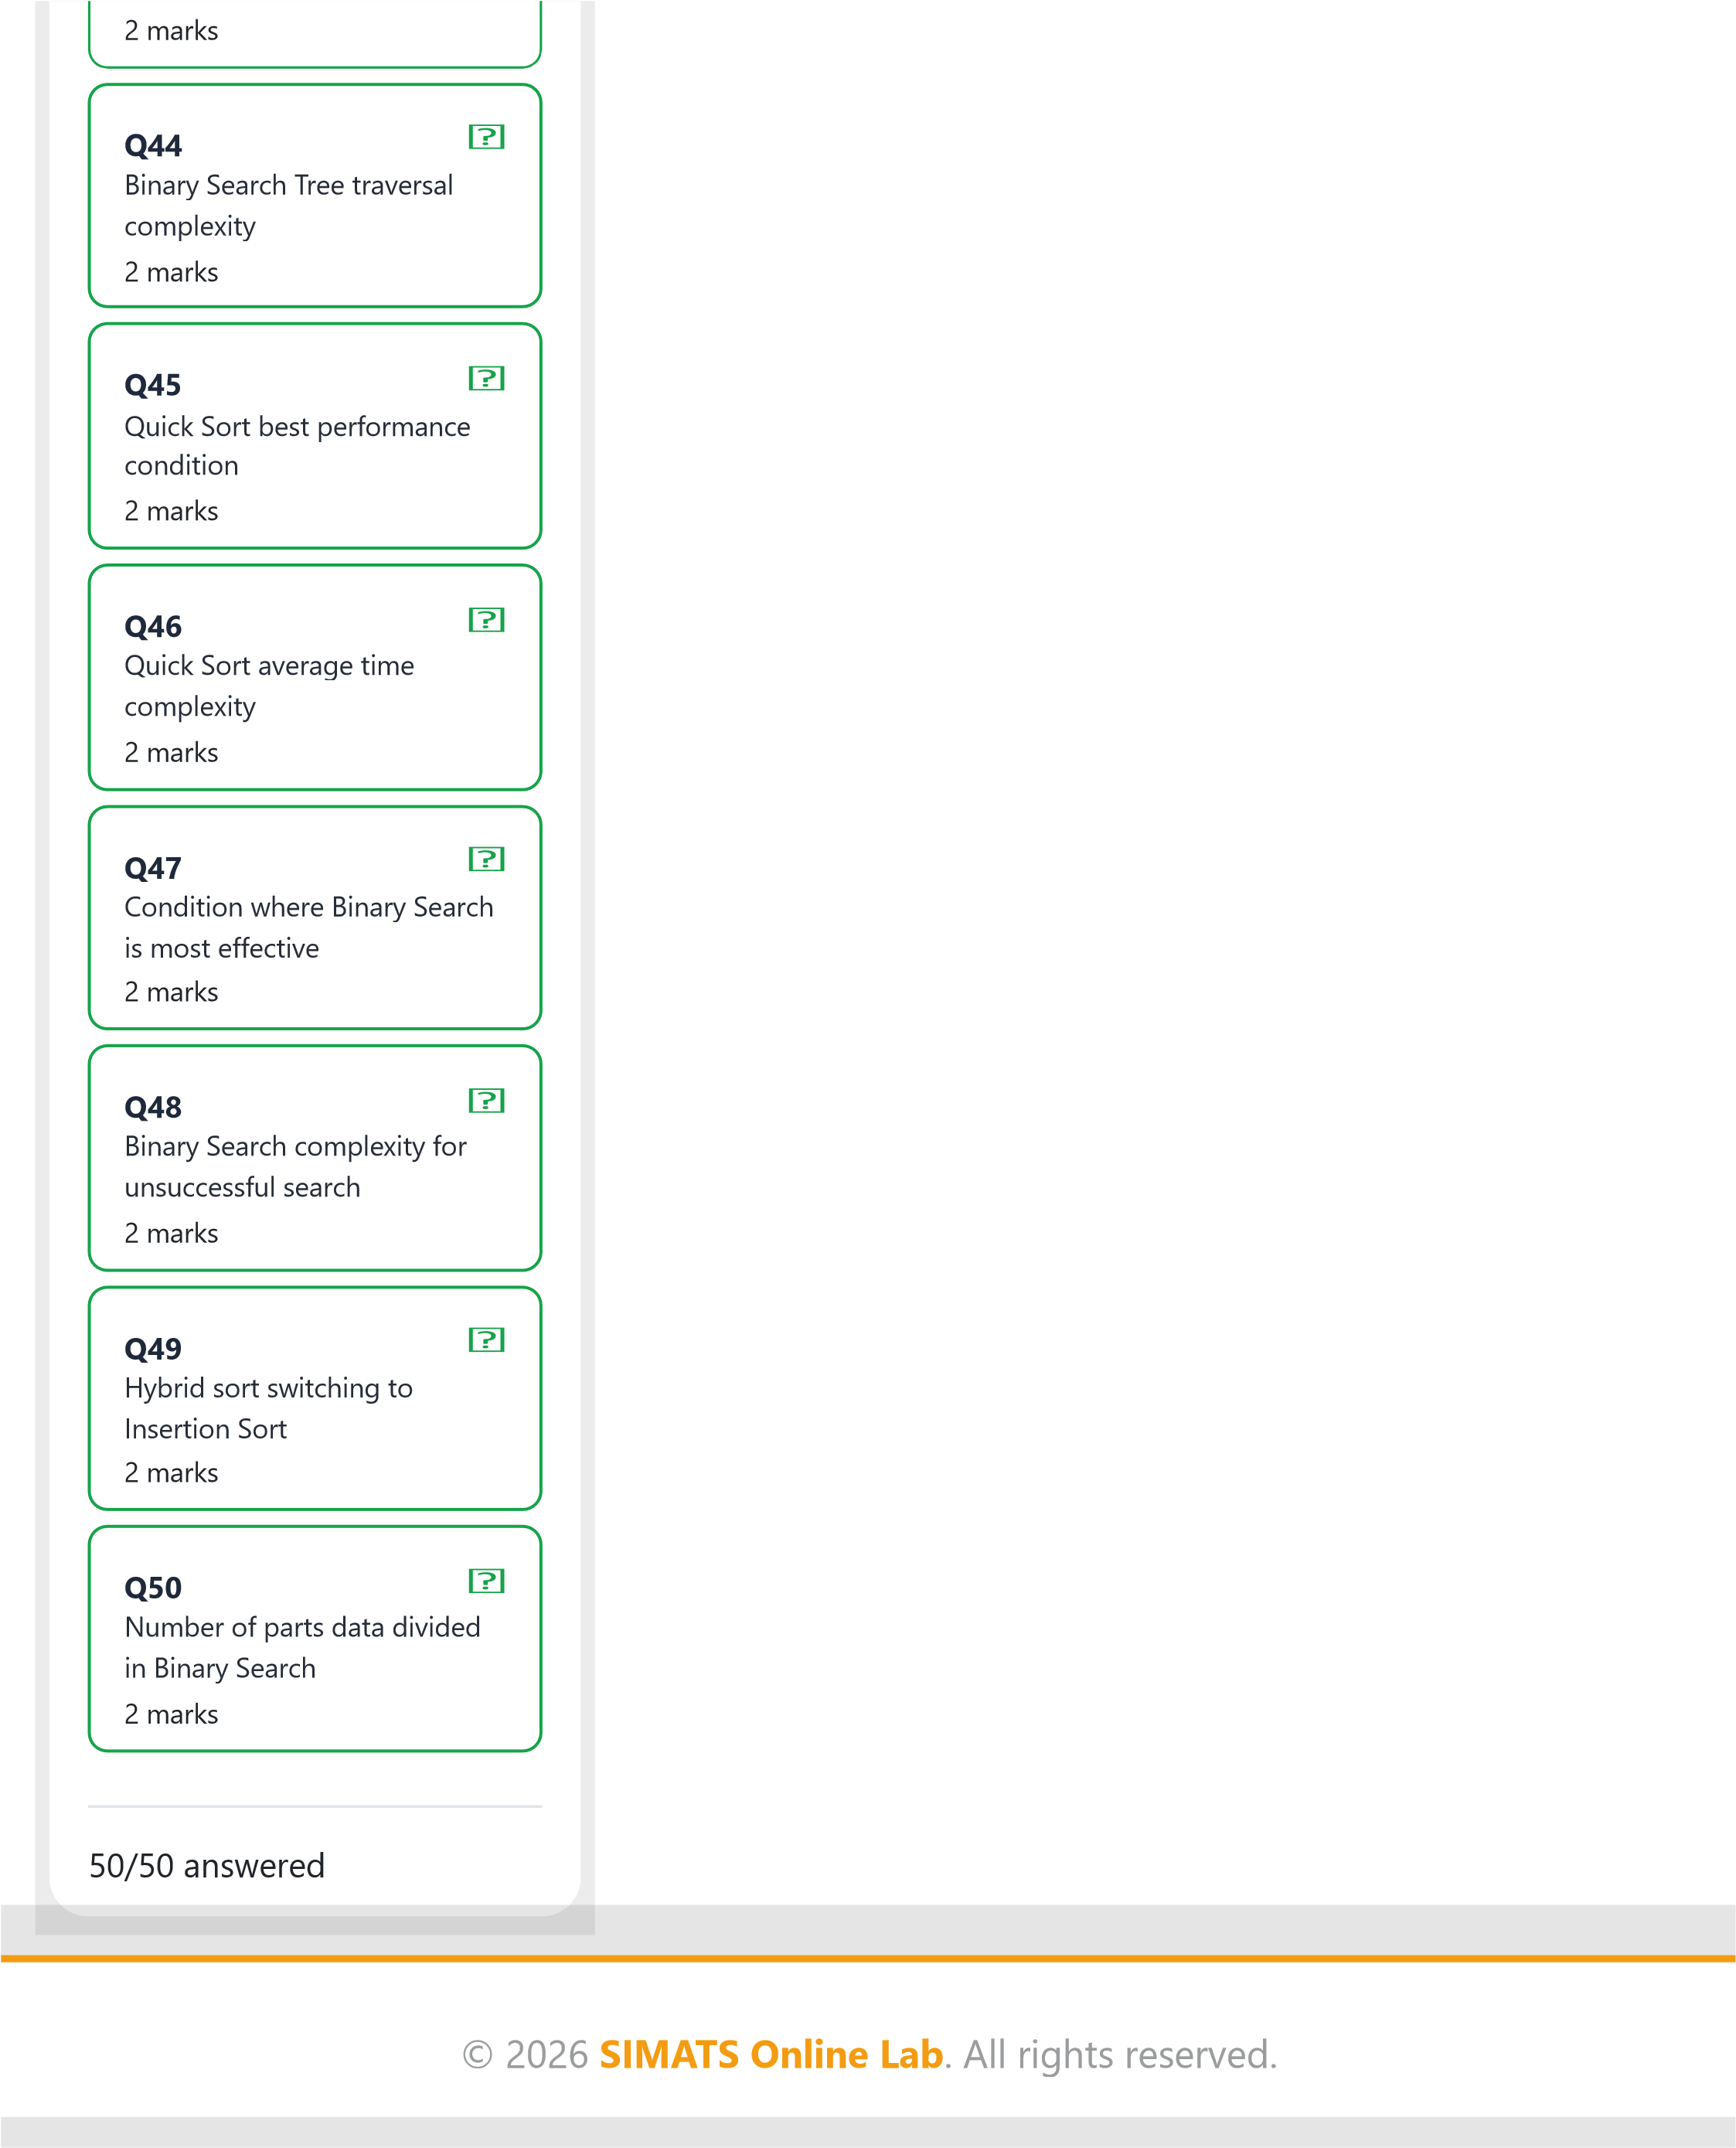 2 marks
Q44
Binary Search Tree traversal
complexity
2 marks
Q45
Quick Sort best performance
condition
2 marks
Q46
Quick Sort average time
complexity
2 marks
Q47
Condition where Binary Search
is most effective
2 marks
Q48
Binary Search complexity for
unsuccessful search
2 marks
Q49
Hybrid sort switching to
Insertion Sort
2 marks
Q50
Number of parts data divided
in Binary Search
2 marks
50/50 answered
© 2026 SIMATS Online Lab. All rights reserved.